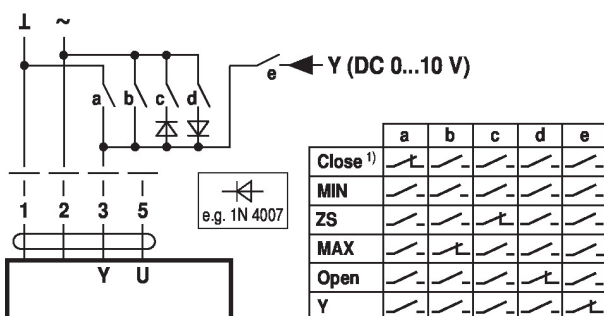 ⊥ ~
a b c d e Y (DC 0...10 V)
a b c d e
Close 1)
MIN
ZS
MAX
Open
Y
e.g. 1N 4007
1 2 3 5
Y U